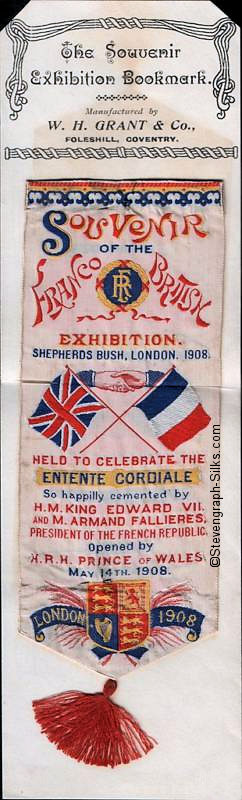 The Souvenir
Exhibition Bookmark.
Manufactured by
W. H. GRANT & Co.,
FOLESHILL, COVENTRY.
SOUVENIR
OF THE
FRANCO BRITISH
RF
EXHIBITION.
SHEPHERDS BUSH, LONDON. 1908.
HELD TO CELEBRATE THE
ENTENTE CORDIALE
So happilly cemented by
H.M. KING EDWARD VII.
AND M. ARMAND FALLIERES,
PRESIDENT OF THE FRENCH REPUBLIC.
Opened by
H.R.H. PRINCE OF WALES.
MAY 14TH. 1908.
LONDON 1908
©Stevengraph-Silks.com